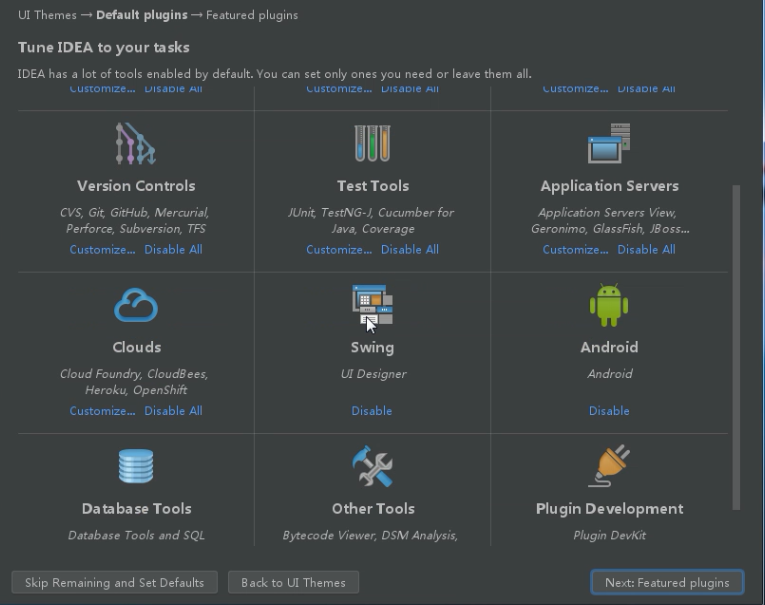 UI Themes → Default plugins → Featured plugins
Tune IDEA to your tasks
IDEA has a lot of tools enabled by default. You can set only ones you need or leave them all.
Customize... Disable All
Customize... Disable All
Customize... Disable All
Version Controls
CVS, Git, GitHub, Mercurial,
Perforce, Subversion, TFS
Customize... Disable All
Test Tools
JUnit, TestNG-J, Cucumber for
Java, Coverage
Customize... Disable All
Application Servers
Application Servers View,
Geronimo, GlassFish, JBoss...
Customize... Disable All
Clouds
Cloud Foundry, CloudBees,
Heroku, OpenShift
Customize... Disable All
Swing
UI Designer
Disable
Android
Android
Disable
Database Tools
Database Tools and SQL
Other Tools
Bytecode Viewer, DSM Analysis,
Plugin Development
Plugin DevKit
Skip Remaining and Set Defaults
Back to UI Themes
Next: Featured plugins